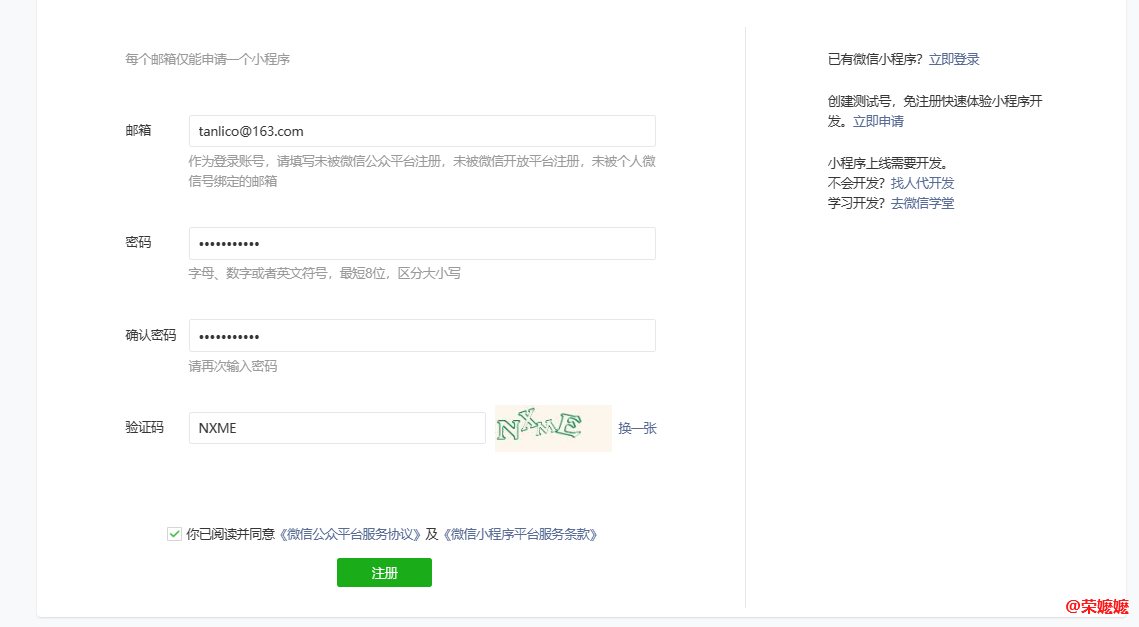 每个邮箱仅能申请一个小程序
邮箱
tanlico@163.com
作为登录账号，请填写未被微信公众平台注册，未被微信开放平台注册，未被个人微
信号绑定的邮箱
密码
•••••••••••
字母、数字或者英文符号，最短8位，区分大小写
确认密码
•••••••••••
请再次输入密码
验证码
NXME
NXME
换一张
你已阅读并同意《微信公众平台服务协议》及《微信小程序平台服务条款》
注册
已有微信小程序？立即登录
创建测试号，免注册快速体验小程序开
发。立即申请
小程序上线需要开发。
不会开发？找人代开发
学习开发？去微信学堂
@荣嬷嬷